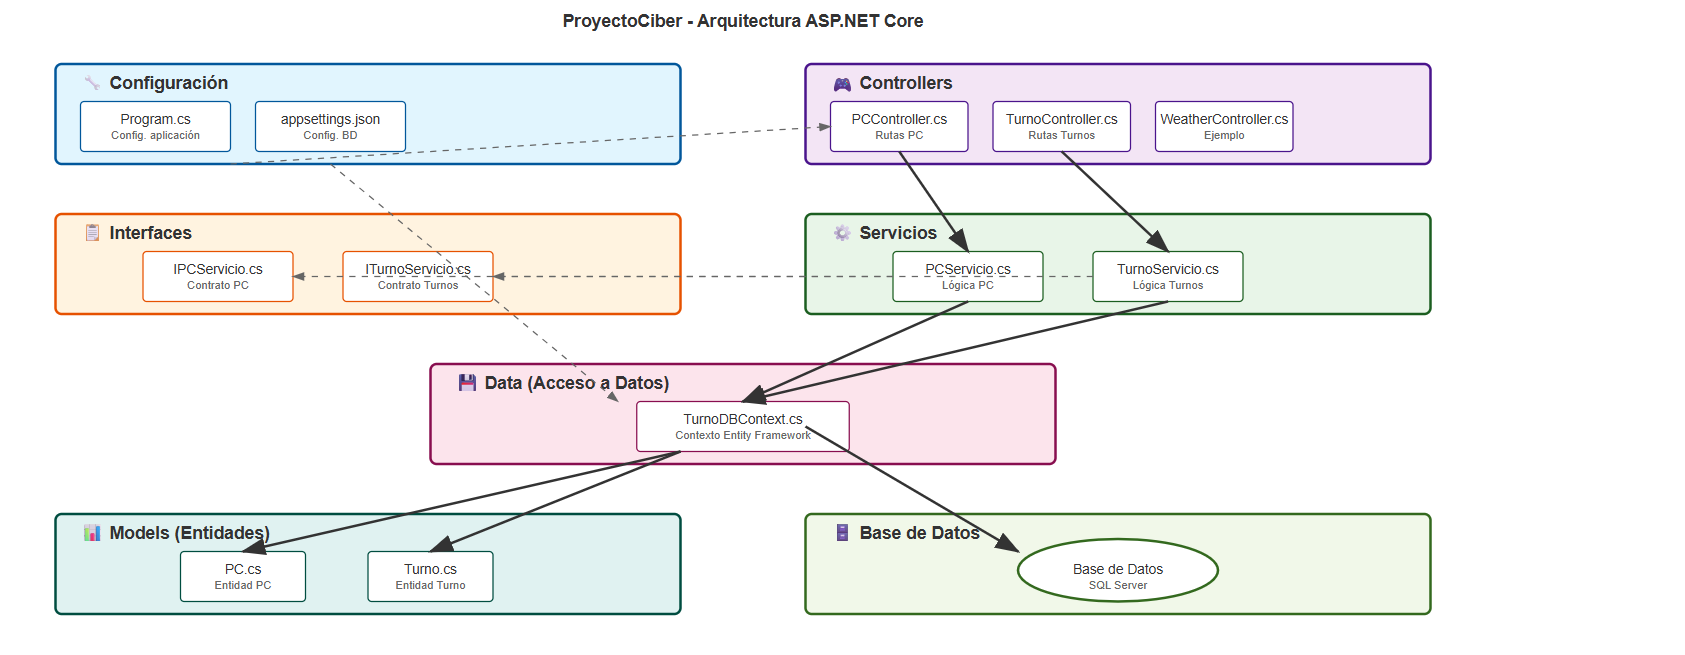 ProyectoCiber - Arquitectura ASP.NET Core
Configuración
Program.cs
Config. aplicación
appsettings.json
Config. BD
Controllers
PCController.cs
Rutas PC
TurnoController.cs
Rutas Turnos
WeatherController.cs
Ejemplo
Interfaces
IPCServicio.cs
Contrato PC
ITurnoServicio.cs
Contrato Turnos
Servicios
PCServicio.cs
Lógica PC
TurnoServicio.cs
Lógica Turnos
Data (Acceso a Datos)
TurnoDBContext.cs
Contexto Entity Framework
Models (Entidades)
PC.cs
Entidad PC
Turno.cs
Entidad Turno
Base de Datos
Base de Datos
SQL Server